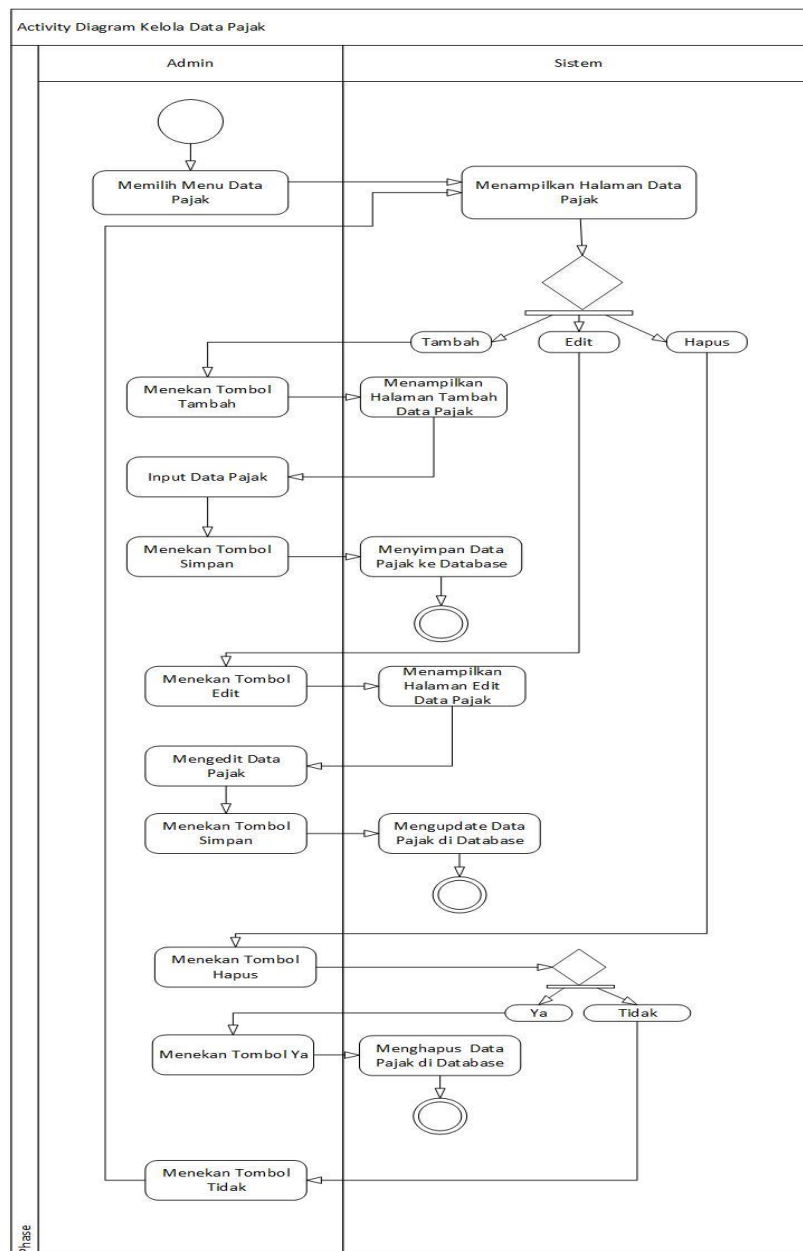 Activity Diagram Kelola Data Pajak
Admin
Sistem
Memilih Menu Data
Pajak
Menampilkan Halaman Data
Pajak
Tambah
Edit
Hapus
Menekan Tombol
Tambah
Menampilkan
Halaman Tambah
Data Pajak
Input Data Pajak
Menekan Tombol
Simpan
Menyimpan Data
Pajak ke Database
Menekan Tombol
Edit
Menampilkan
Halaman Edit
Data Pajak
Mengedit Data
Pajak
Menekan Tombol
Simpan
Mengupdate Data
Pajak di Database
Menekan Tombol
Hapus
Ya
Tidak
Menekan Tombol Ya
Menghapus Data
Pajak di Database
Menekan Tombol
Tidak
Phase